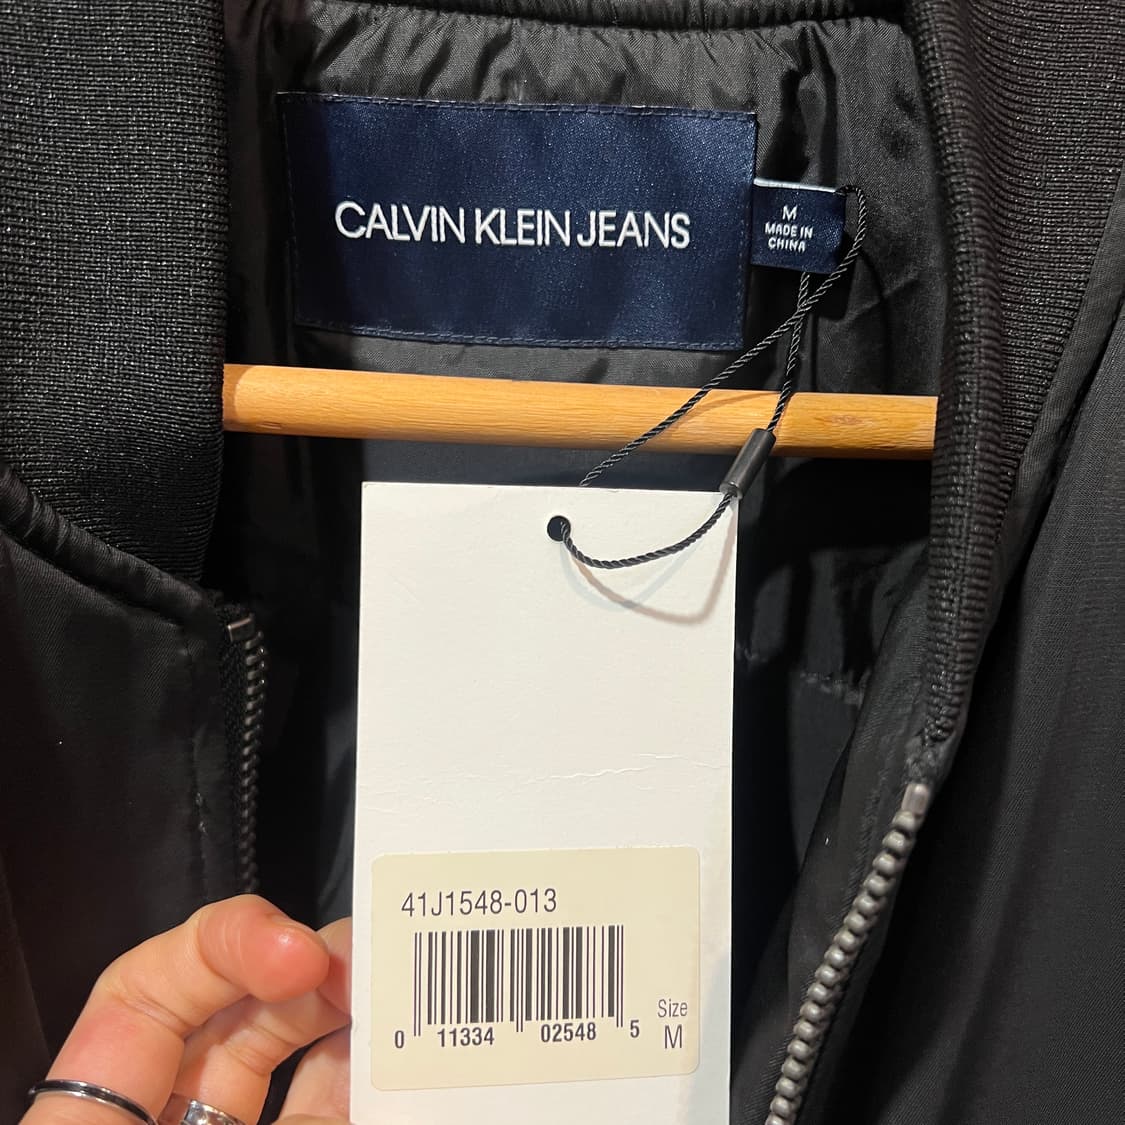 CALVIN KLEIN JEANS
M
MADE IN
CHINA
41J1548-013
0 11334 02548 5
Size
M